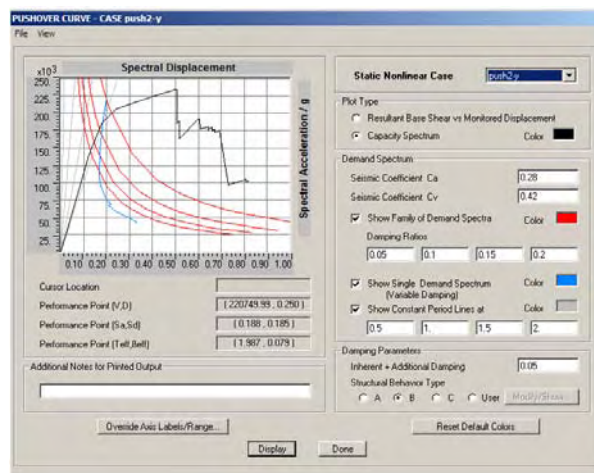 PUSHOVER CURVE - CASE push2-y
File View
Spectral Displacement
x10³
250
225
200
175
150
125
100
75
50
25
0.10 0.20 0.30 0.40 0.50 0.60 0.70 0.80 0.90 1.00
Spectral Acceleration / g
Cursor Location
Performance Point (V,D) ( 220749.99 , 0.250 )
Performance Point (Sa,Sd) ( 0.188 , 0.185 )
Performance Point (Teff,Beff) ( 1.987 , 0.079 )
Additional Notes for Printed Output
Override Axis Labels/Range...
Static Nonlinear Case push2-y
Plot Type
Resultant Base Shear vs Monitored Displacement
Capacity Spectrum Color
Demand Spectrum
Seismic Coefficient Ca 0.28
Seismic Coefficient Cv 0.42
Show Family of Demand Spectra Color
Damping Ratios
0.05 0.1 0.15 0.2
Show Single Demand Spectrum Color
(Variable Damping)
Show Constant Period Lines at Color
0.5 1. 1.5 2.
Damping Parameters
Inherent + Additional Damping 0.05
Structural Behavior Type
A B C User Modify/Show...
Reset Default Colors
Display Done